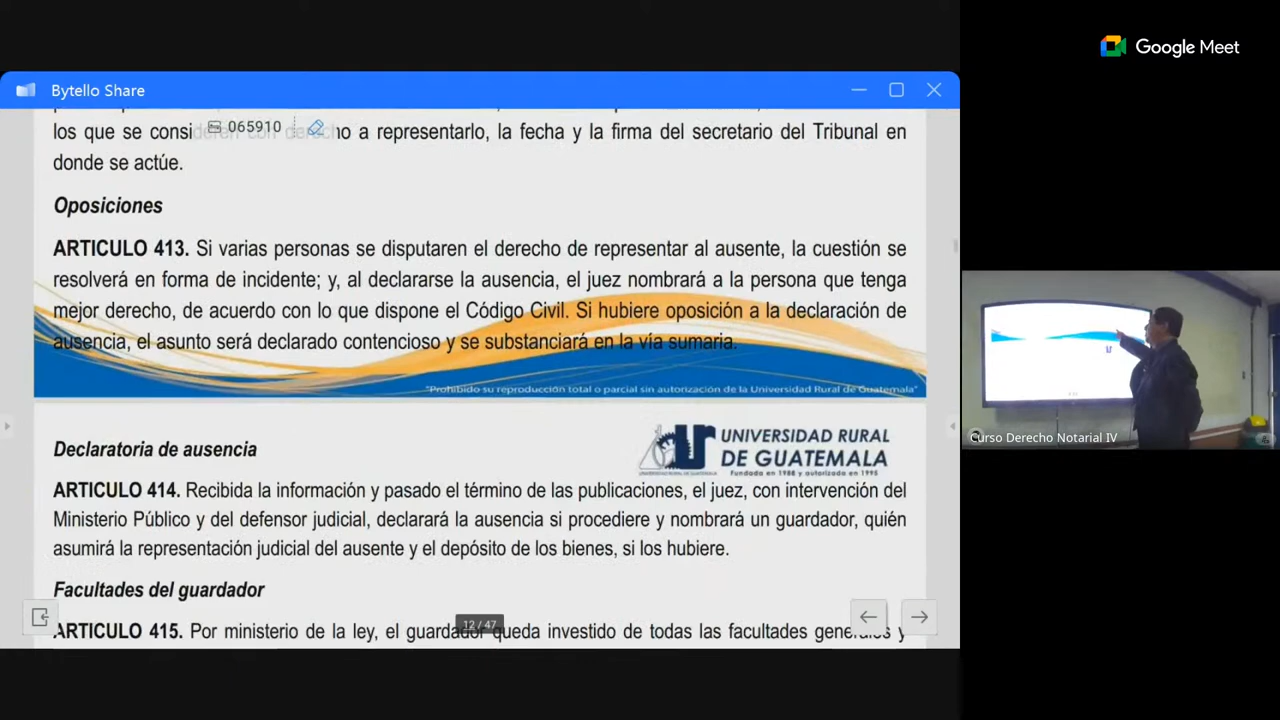 Google Meet
Bytello Share
065910
los que se consideren con derecho a representarlo, la fecha y la firma del secretario del Tribunal en
donde se actúe.
Oposiciones
ARTICULO 413. Si varias personas se disputaren el derecho de representar al ausente, la cuestión se
resolverá en forma de incidente; y, al declararse la ausencia, el juez nombrará a la persona que tenga
mejor derecho, de acuerdo con lo que dispone el Código Civil. Si hubiere oposición a la declaración de
ausencia, el asunto será declarado contencioso y se substanciará en la vía sumaria.
"Prohibido su reproducción total o parcial sin autorización de la Universidad Rural de Guatemala"
UNIVERSIDAD RURAL
DE GUATEMALA
Fundada en 1988 y autorizada en 1995
Declaratoria de ausencia
ARTICULO 414. Recibida la información y pasado el término de las publicaciones, el juez, con intervención del
Ministerio Público y del defensor judicial, declarará la ausencia si procediere y nombrará un guardador, quién
asumirá la representación judicial del ausente y el depósito de los bienes, si los hubiere.
Facultades del guardador
ARTICULO 415. Por ministerio de la ley, el guardador queda investido de todas las facultades generales y
12 / 47
Curso Derecho Notarial IV